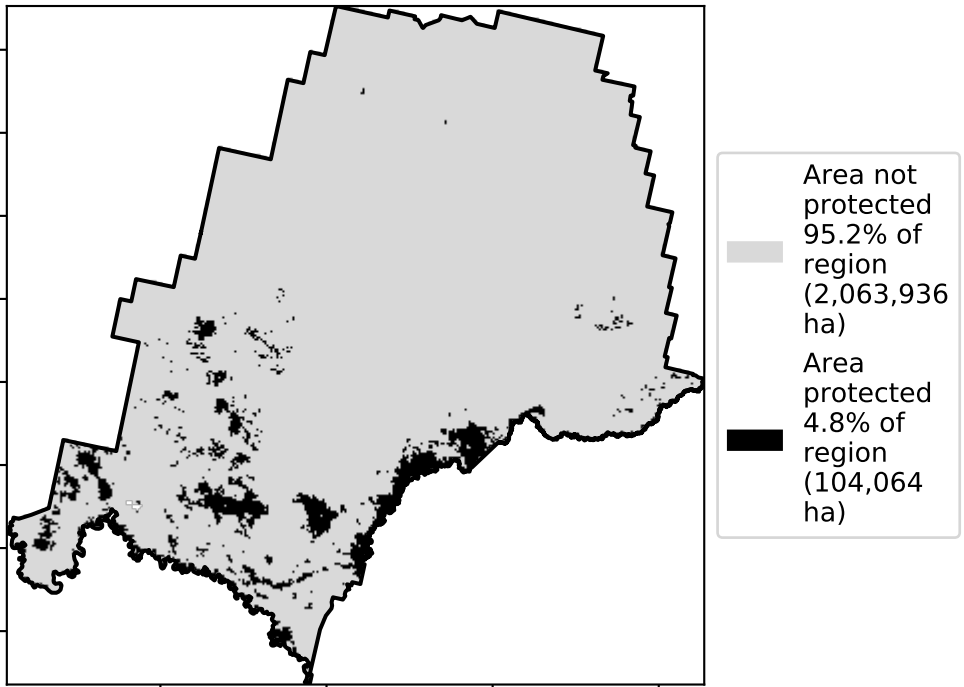 Area not
protected
95.2% of
region
(2,063,936
ha)
Area
protected
4.8% of
region
(104,064
ha)